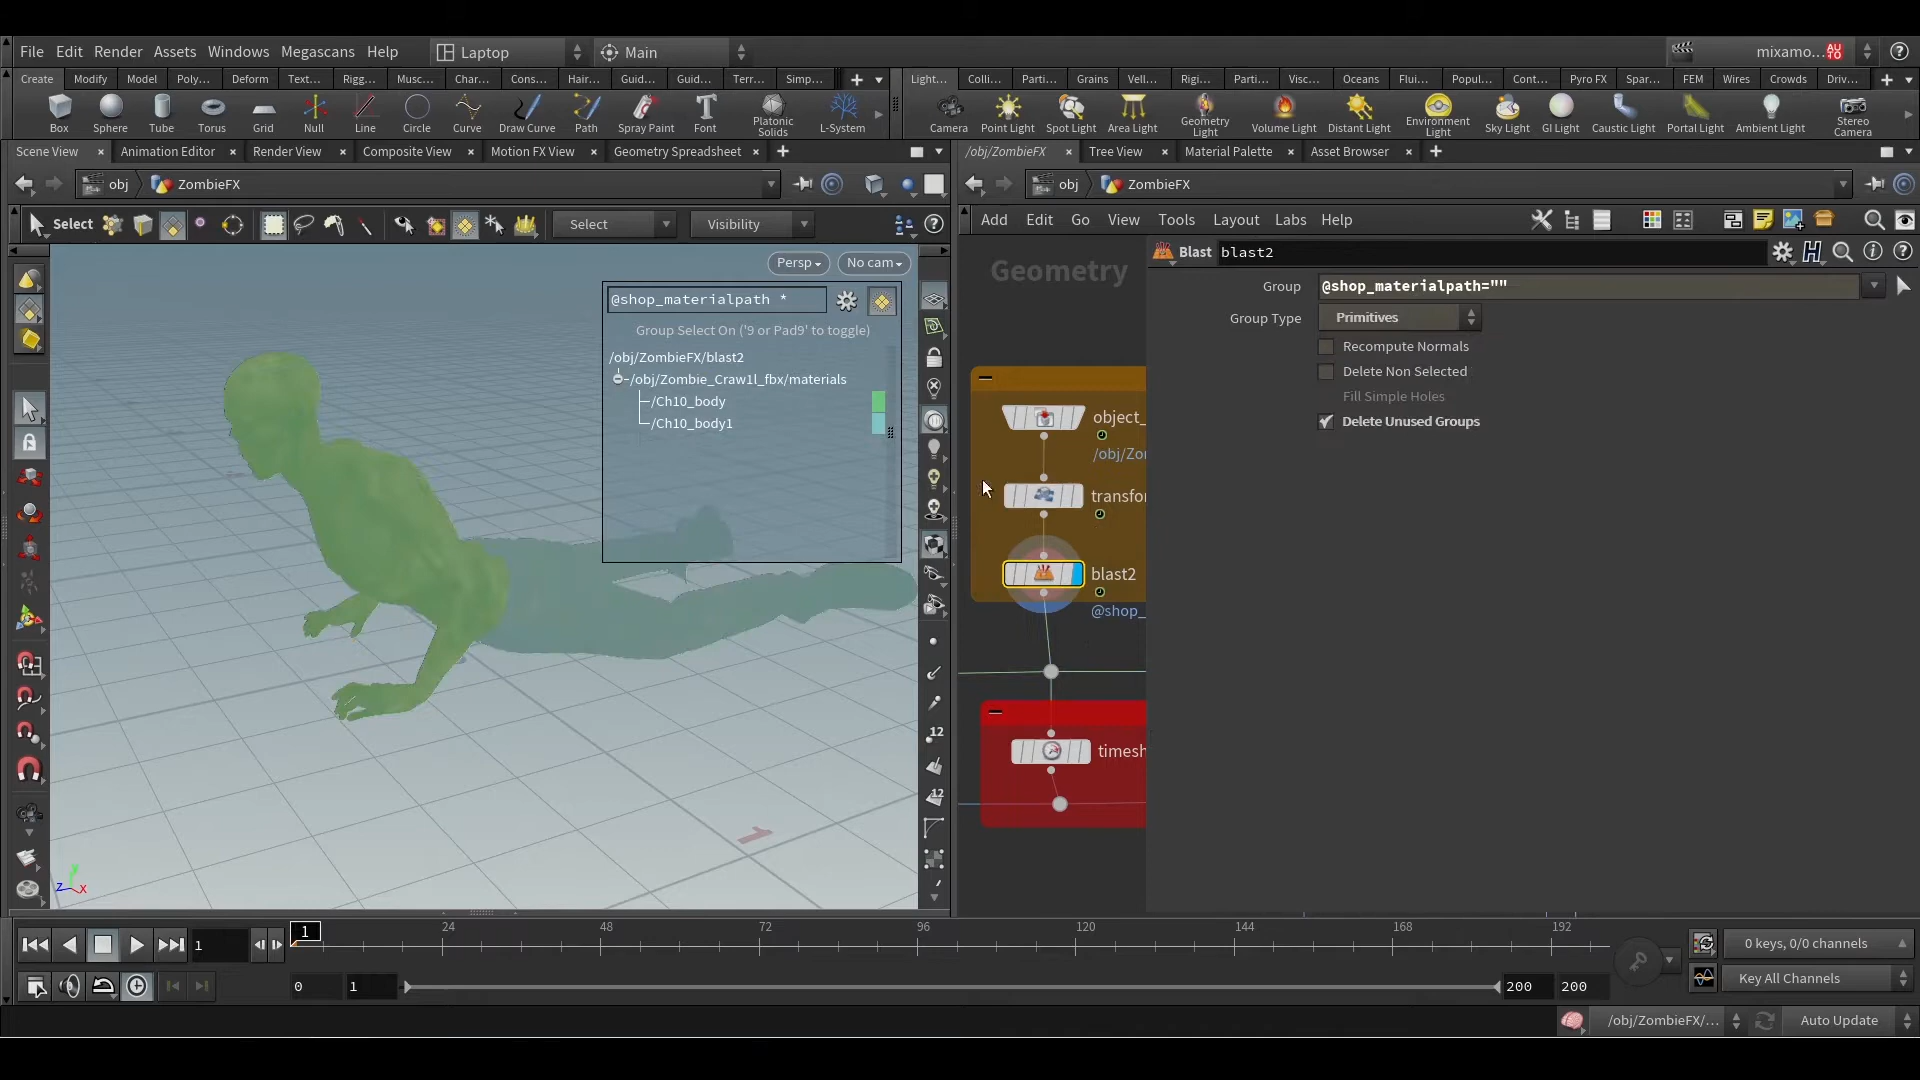 File Edit Render Assets Windows Megascans Help Laptop Main mixamo... AUTO
Create Modify Model Poly... Deform Text... Rigg... Musc... Char... Cons... Hair... Guid... Guid... Terr... Simp...
Light... Colli... Parti... Grains Vell... Rigi... Parti... Visc... Oceans Flui... Popul... Cont... Pyro FX Spar... FEM Wires Crowds Driv...
Box Sphere Tube Torus Grid Null Line Circle Curve Draw Curve Path Spray Paint Font Platonic Solids L-System
Camera Point Light Spot Light Area Light Geometry Light Volume Light Distant Light Environment Light Sky Light GI Light Caustic Light Portal Light Ambient Light Stereo Camera
Scene View Animation Editor Render View Composite View Motion FX View Geometry Spreadsheet
/obj/ZombieFX Tree View Material Palette Asset Browser
obj ZombieFX
obj ZombieFX
Select Select Visibility
Add Edit Go View Tools Layout Labs Help
Persp No cam
@shop_materialpath *
Group Select On ('9 or Pad9' to toggle)
/obj/ZombieFX/blast2
/obj/Zombie_Craw1l_fbx/materials
/Ch10_body
/Ch10_body1
Geometry
object_
/obj/Zo
transfo
blast2
@shop_
timesh
Blast blast2
Group @shop_materialpath=""
Group Type Primitives
Recompute Normals
Delete Non Selected
Fill Simple Holes
Delete Unused Groups
12
12
1
y
z x
1 1 24 48 72 96 120 144 168 192
0 keys, 0/0 channels
0 1 200 200
Key All Channels
/obj/ZombieFX/... Auto Update